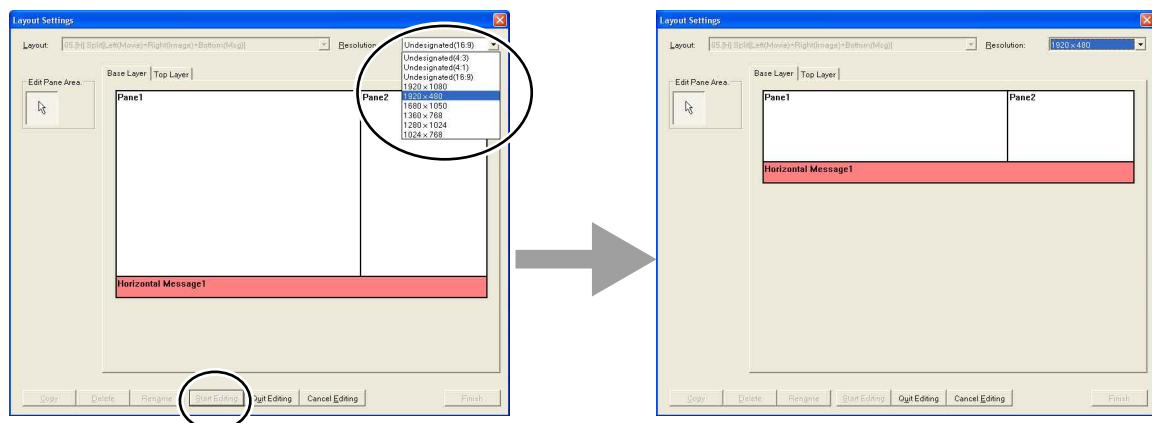 Layout Settings
Layout: 05.[H] Split[Left(Movie)+Right(Image)+Bottom(Msg)]
Resolution: Undesignated(16:9)
Undesignated(4:3)
Undesignated(4:1)
Undesignated(16:9)
1920 × 1080
1920 × 480
1680 × 1050
1360 × 768
1280 × 1024
1024 × 768
Edit Pane Area.
Base Layer Top Layer
Pane1 Pane2
Horizontal Message1
Copy Delete Rename Start Editing Quit Editing Cancel Editing Finish
Layout Settings
Layout: 05.[H] Split[Left(Movie)+Right(Image)+Bottom(Msg)]
Resolution: 1920 × 480
Edit Pane Area.
Base Layer Top Layer
Pane1 Pane2
Horizontal Message1
Copy Delete Rename Start Editing Quit Editing Cancel Editing Finish